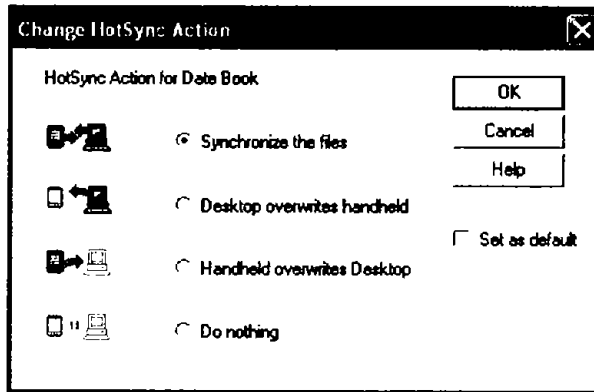 Change HotSync Action
HotSync Action for Date Book
OK
Synchronize the files
Cancel
Help
Desktop overwrites handheld
Set as default
Handheld overwrites Desktop
Do nothing